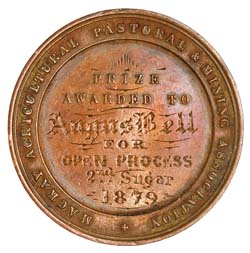 MACKAY AGRICULTURAL PASTORAL & MINING ASSOCIATION
PRIZE
AWARDED TO
Angus Bell
FOR
OPEN PROCESS
2nd Sugar
1879